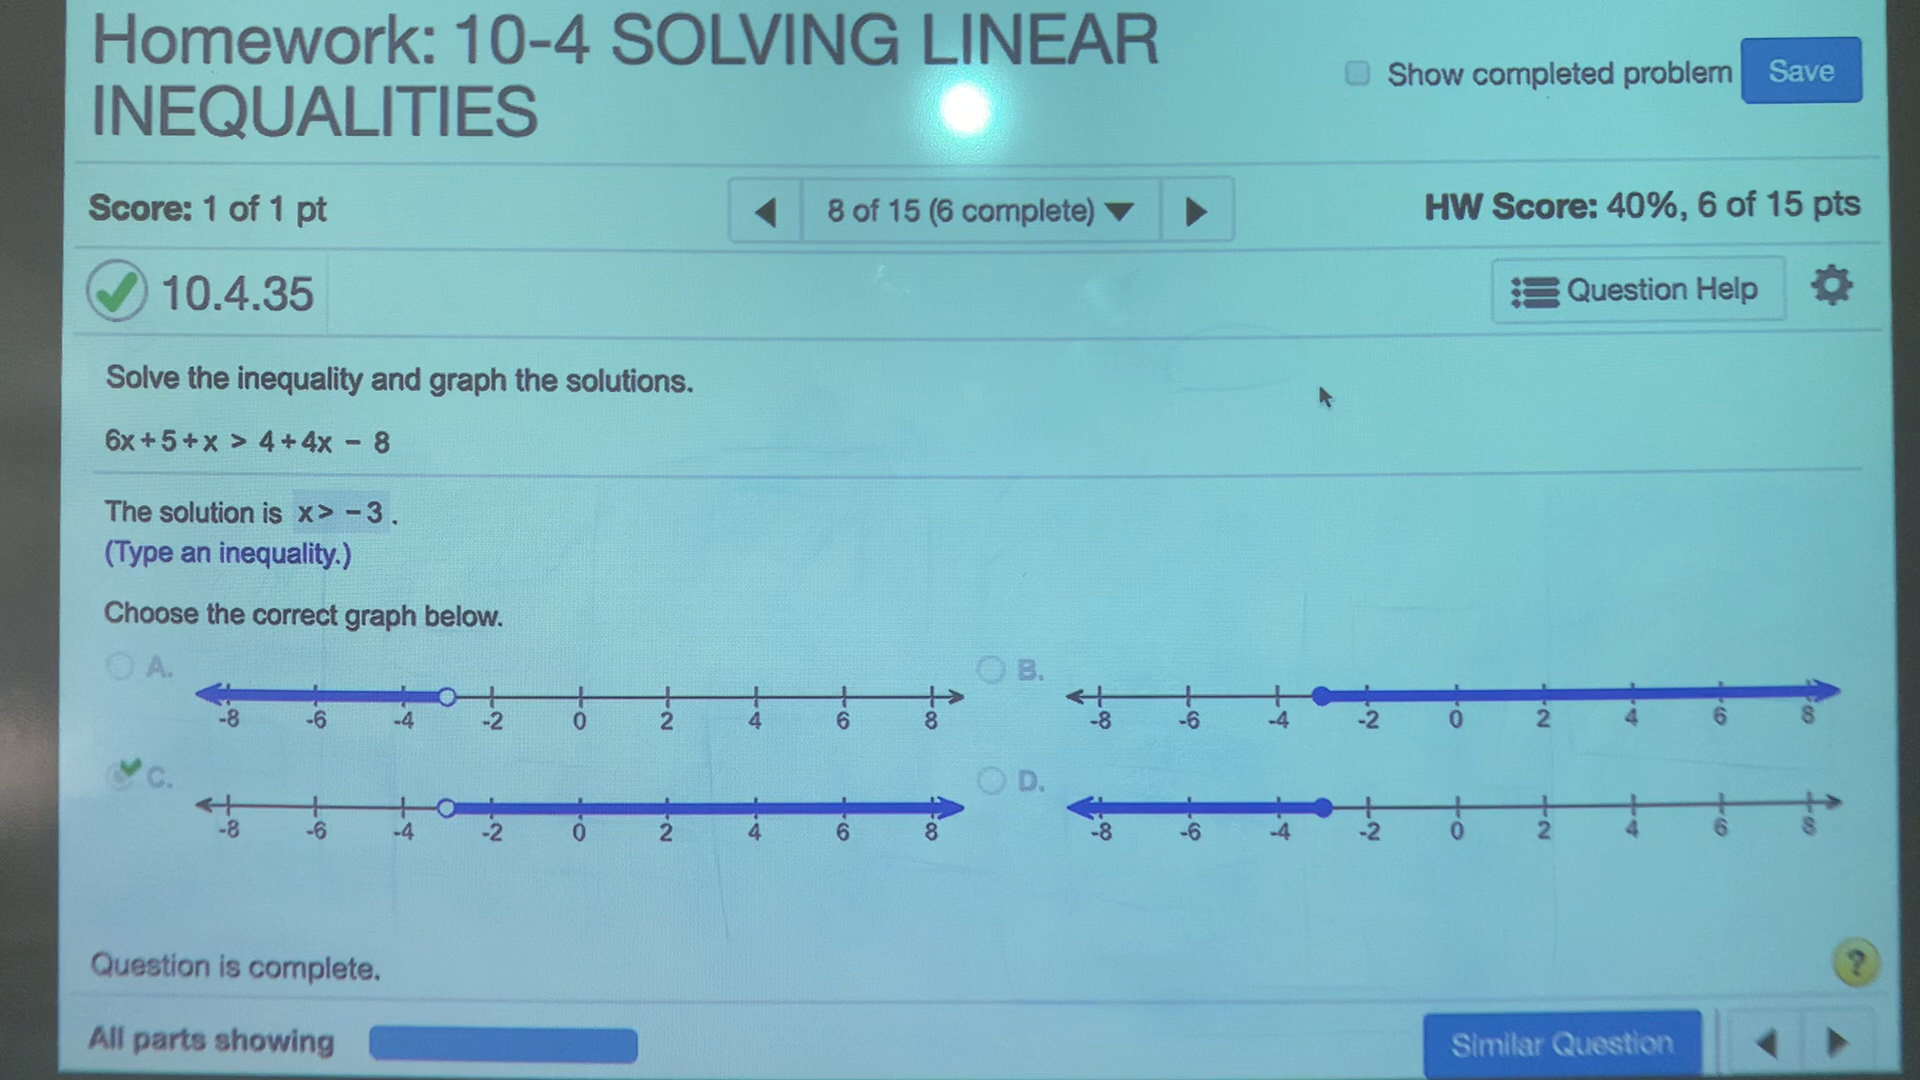 Homework: 10-4 SOLVING LINEAR
INEQUALITIES
Show completed problem
Save
Score: 1 of 1 pt
8 of 15 (6 complete)
HW Score: 40%, 6 of 15 pts
10.4.35
Question Help
Solve the inequality and graph the solutions.
6x+5+x > 4+4x − 8
The solution is x> −3.
(Type an inequality.)
Choose the correct graph below.
A.
-8 -6 -4 -2 0 2 4 6 8
B.
-8 -6 -4 -2 0 2 4 6 8
C.
-8 -6 -4 -2 0 2 4 6 8
D.
-8 -6 -4 -2 0 2 4 6 8
Question is complete.
?
All parts showing
Similar Question